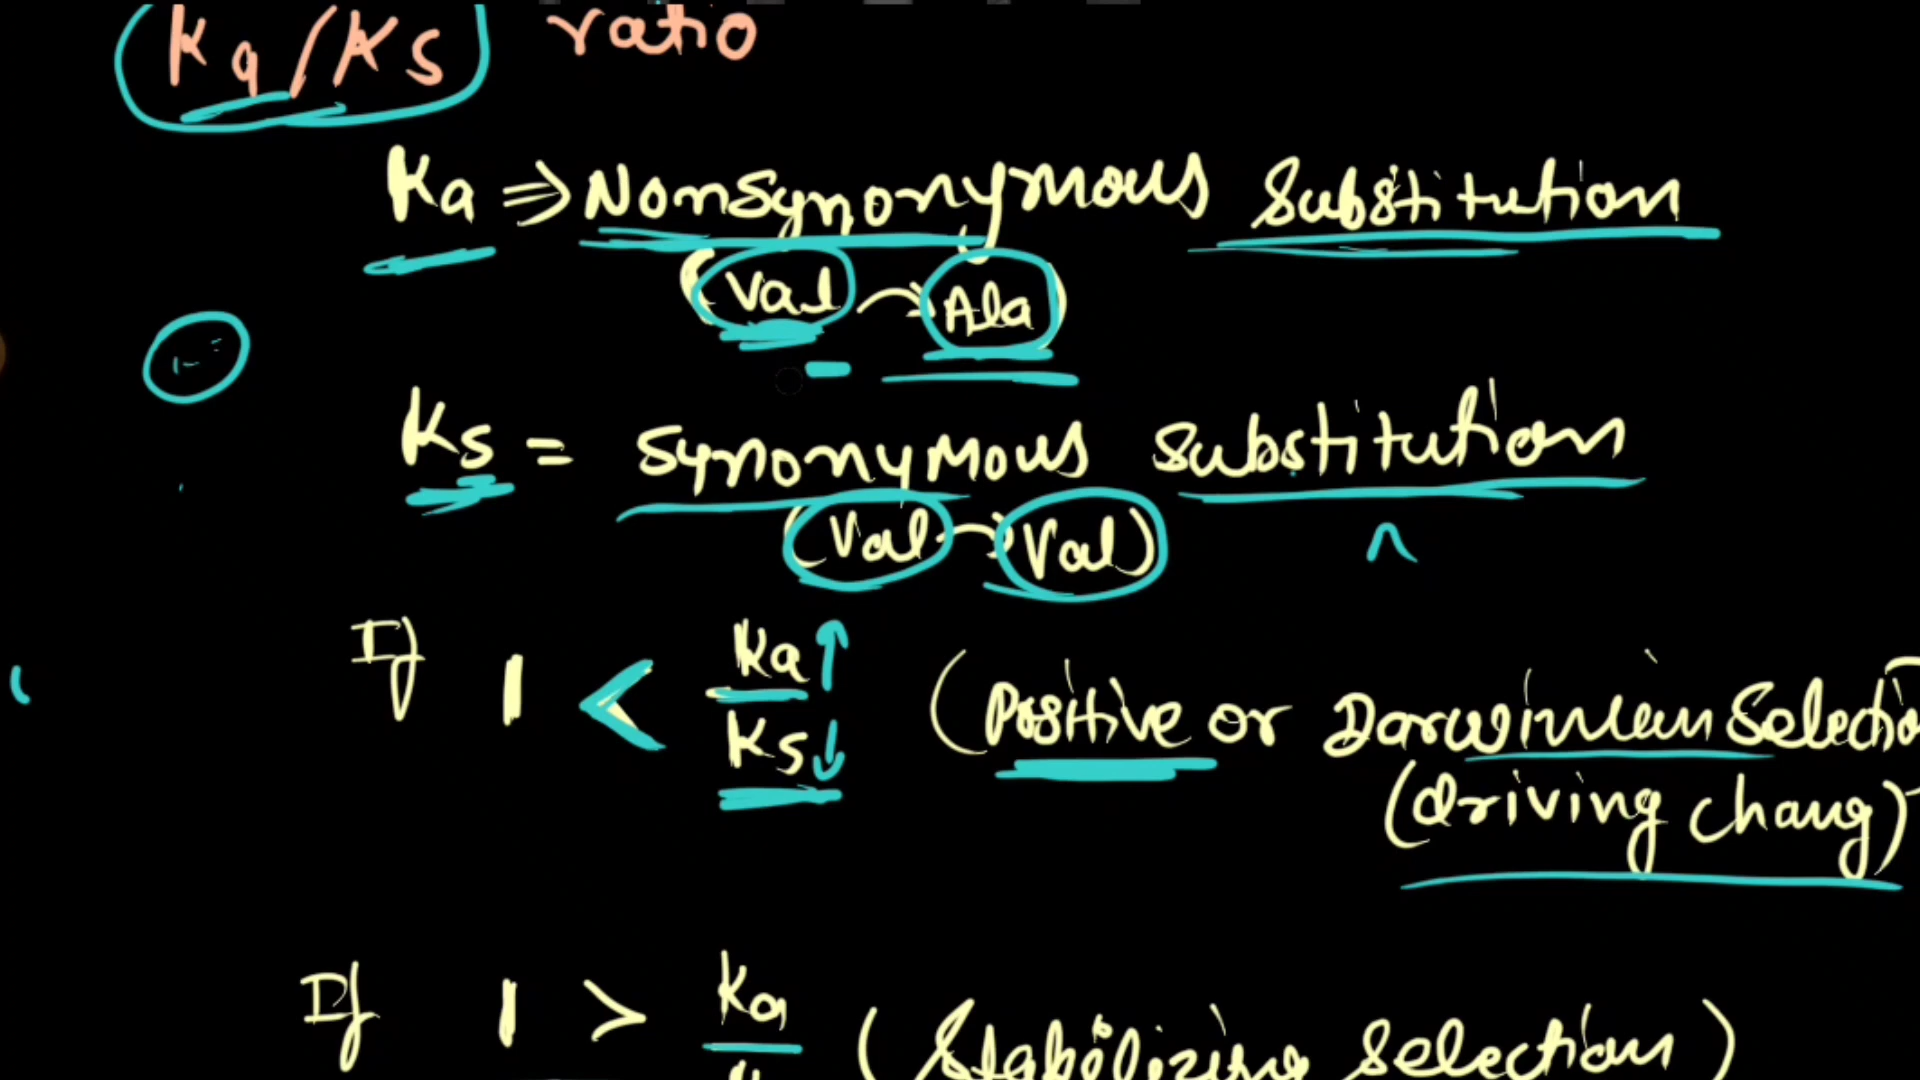 Ka/Ks ratio
Ka ⇒ Nonsynonymous Substitution
(Val → Ala)
Ks = Synonymous Substitution
(Val → Val)
If 1 < Ka↑ / Ks↓ (Positive or Darwinian Selectio
(driving chang)
If 1 > Ka (Stabilizing Selection)